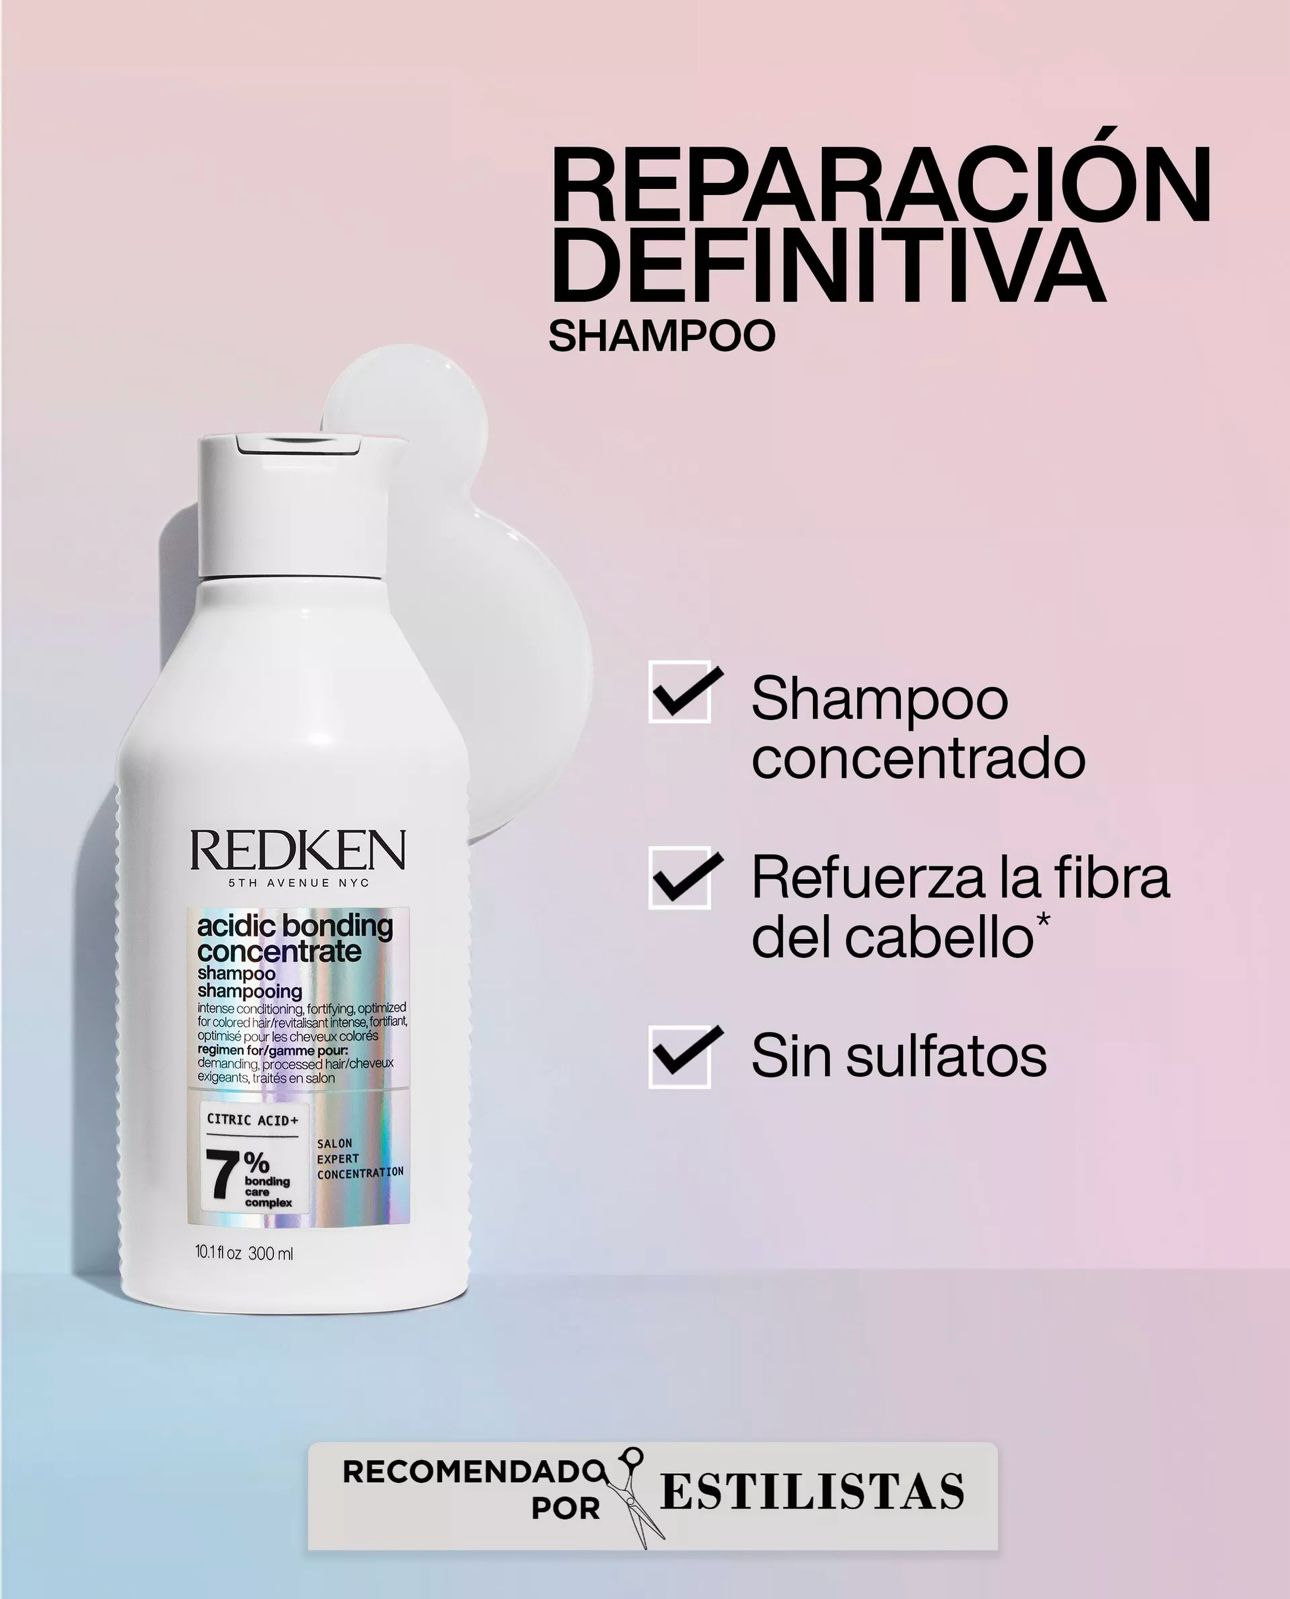 REPARACIÓN
DEFINITIVA
SHAMPOO
Shampoo
concentrado
Refuerza la fibra
del cabello*
Sin sulfatos
REDKEN
5TH AVENUE NYC
acidic bonding
concentrate
shampoo
shampooing
intense conditioning, fortifying, optimized
for colored hair/revitalisant intense, fortifiant,
optimisé pour les cheveux colorés
regimen for/gamme pour:
demanding, processed hair/cheveux
exigeants, traités en salon
CITRIC ACID+
7%
bonding
care
complex
SALON
EXPERT
CONCENTRATION
10.1 fl oz 300 ml
RECOMENDADO
POR
ESTILISTAS